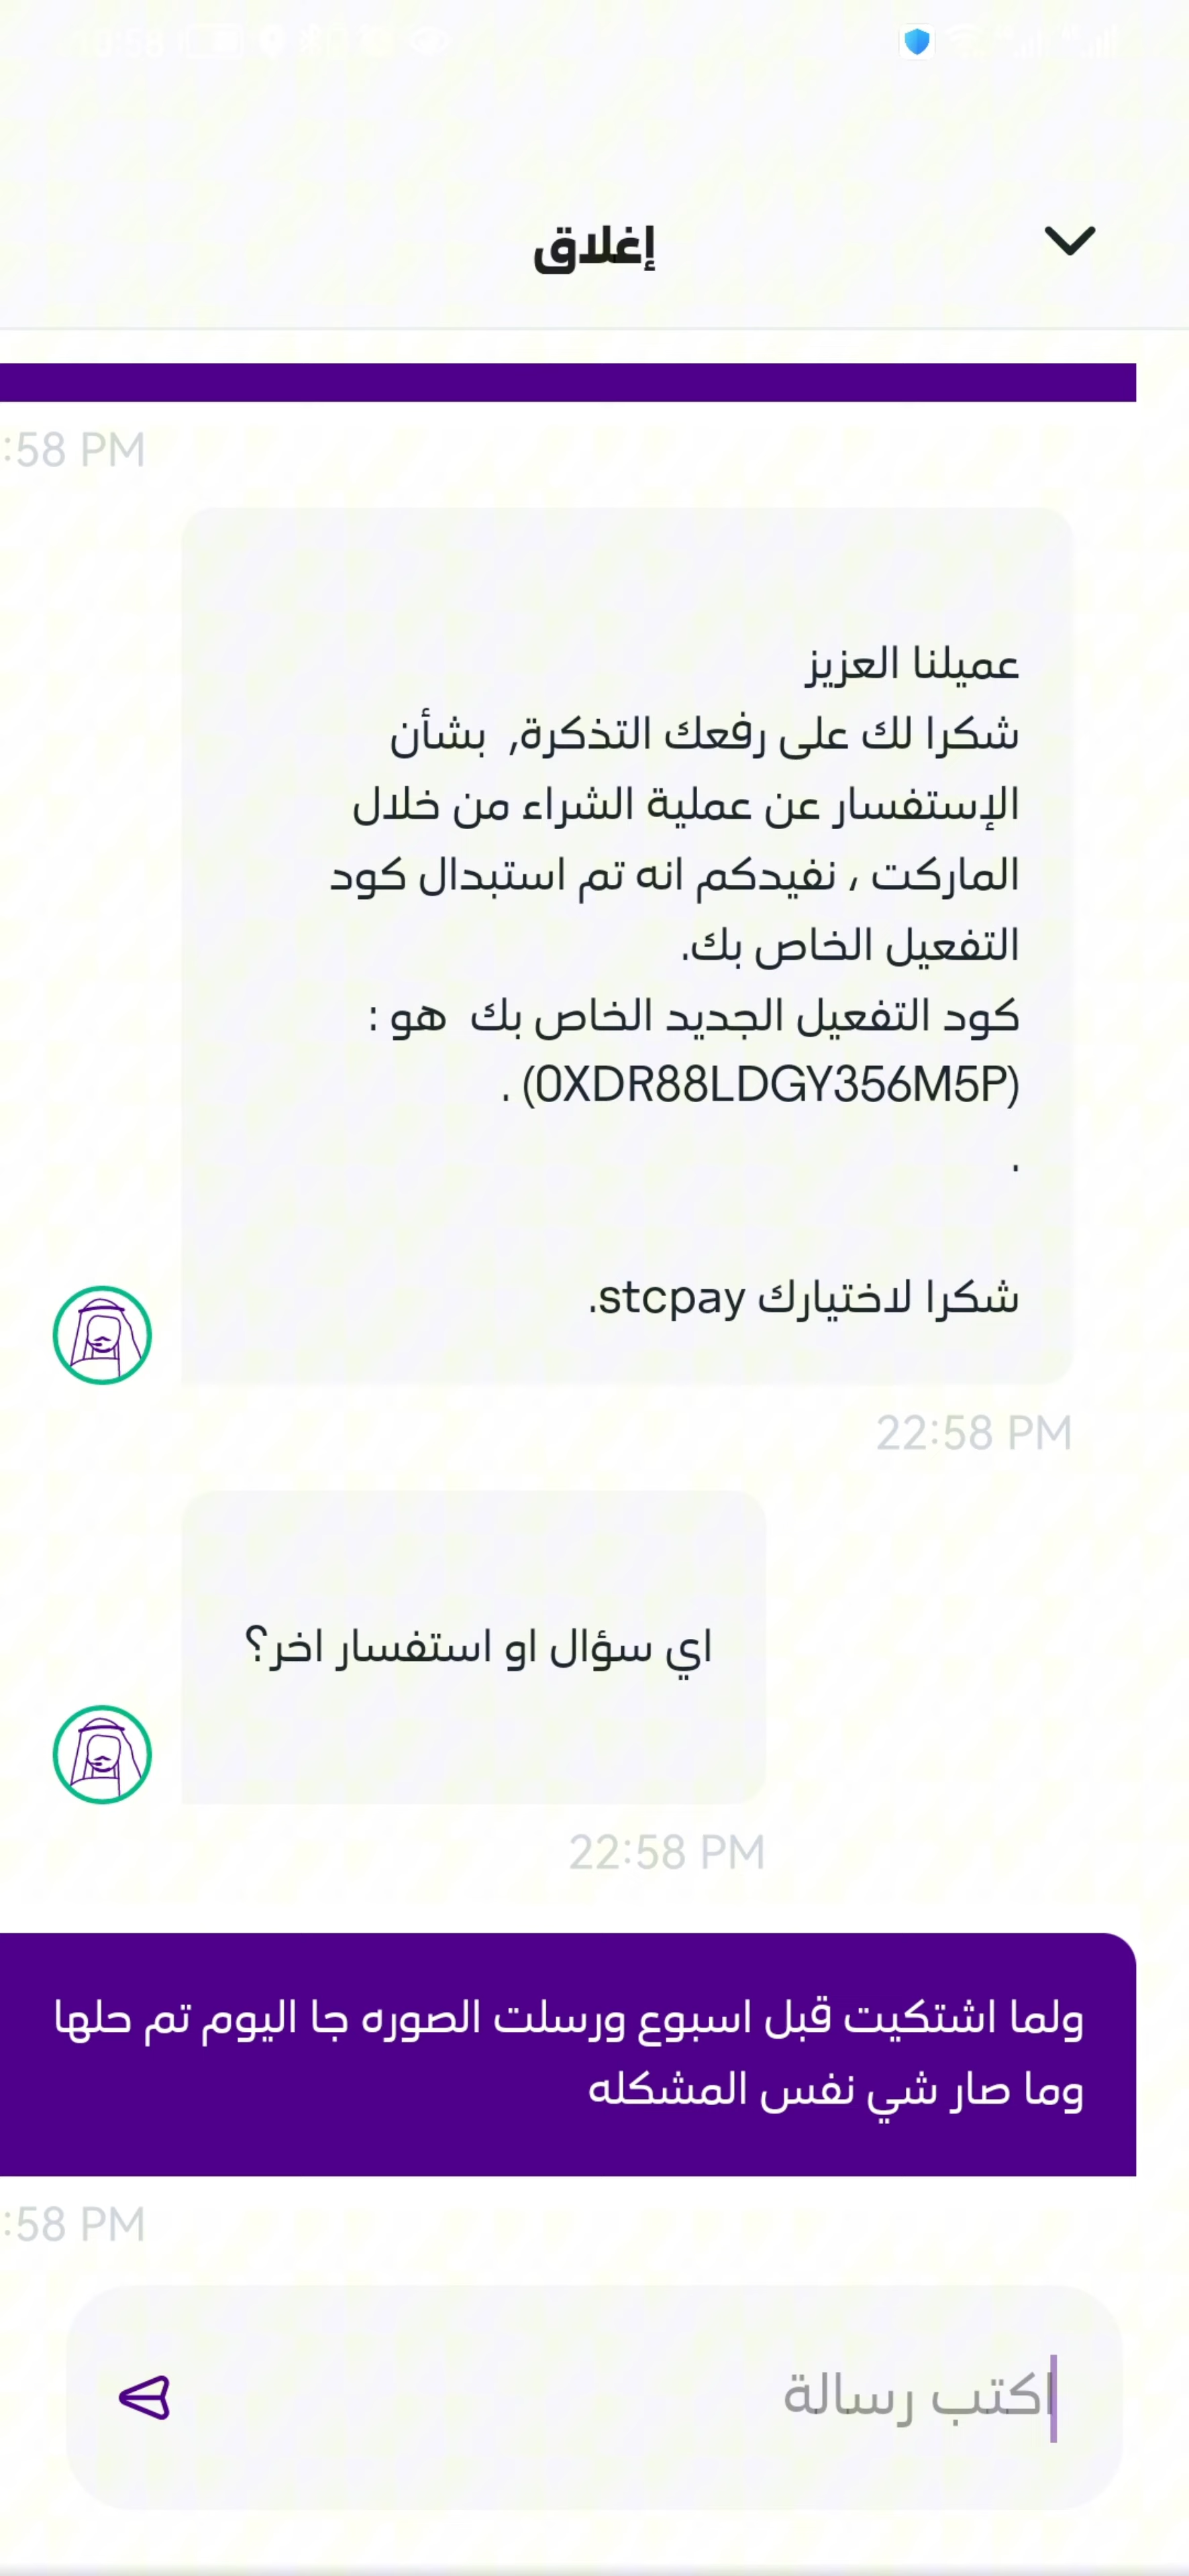 10:58
إغلاق
:58 PM
عميلنا العزيز
شكرا لك على رفعك التذكرة, بشأن
الإستفسار عن عملية الشراء من خلال
الماركت ، نفيدكم انه تم استبدال كود
التفعيل الخاص بك.
كود التفعيل الجديد الخاص بك هو :
(0XDR88LDGY356M5P) .
.
شكرا لاختيارك stcpay.
22:58 PM
اي سؤال او استفسار اخر؟
22:58 PM
ولما اشتكيت قبل اسبوع ورسلت الصوره جا اليوم تم حلها
وما صار شي نفس المشكله
:58 PM
اكتب رسالة